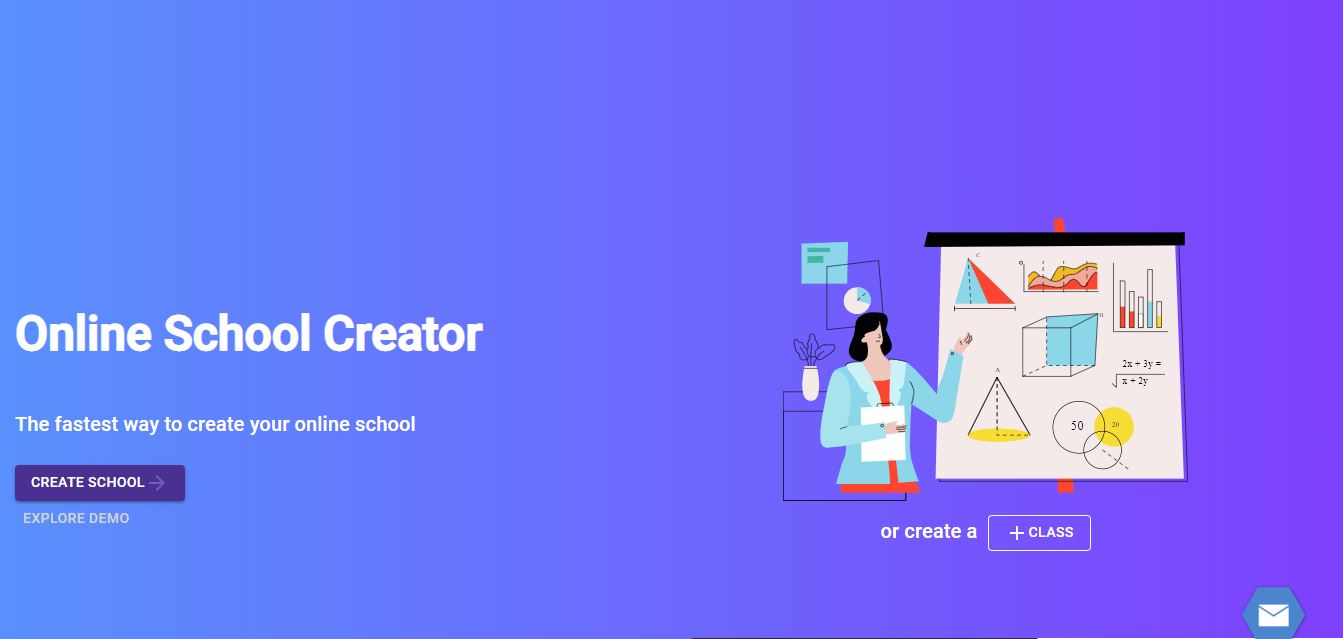 Online School Creator
The fastest way to create your online school
CREATE SCHOOL
EXPLORE DEMO
C
B
2x + 3y =
x + 2y
A
50
20
or create a
CLASS